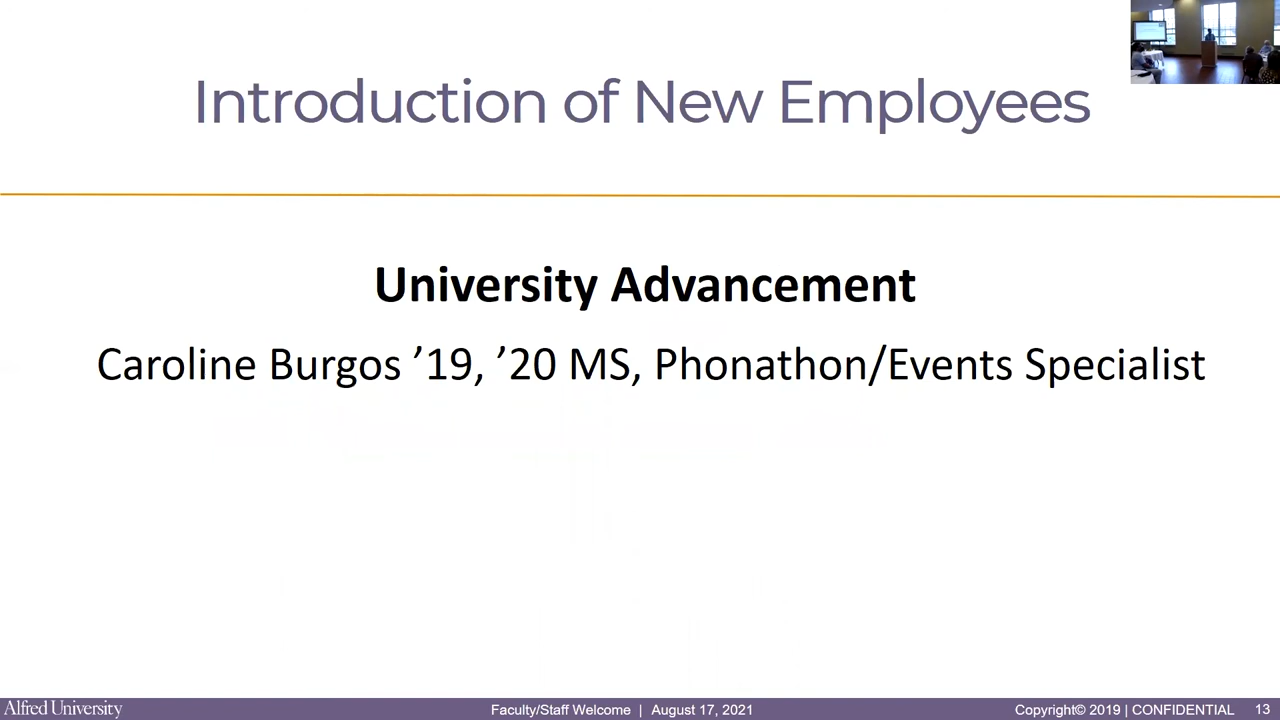 Introduction of New Employees
University Advancement
Caroline Burgos ’19, ’20 MS, Phonathon/Events Specialist
Alfred University
Faculty/Staff Welcome | August 17, 2021
Copyright© 2019 | CONFIDENTIAL
13